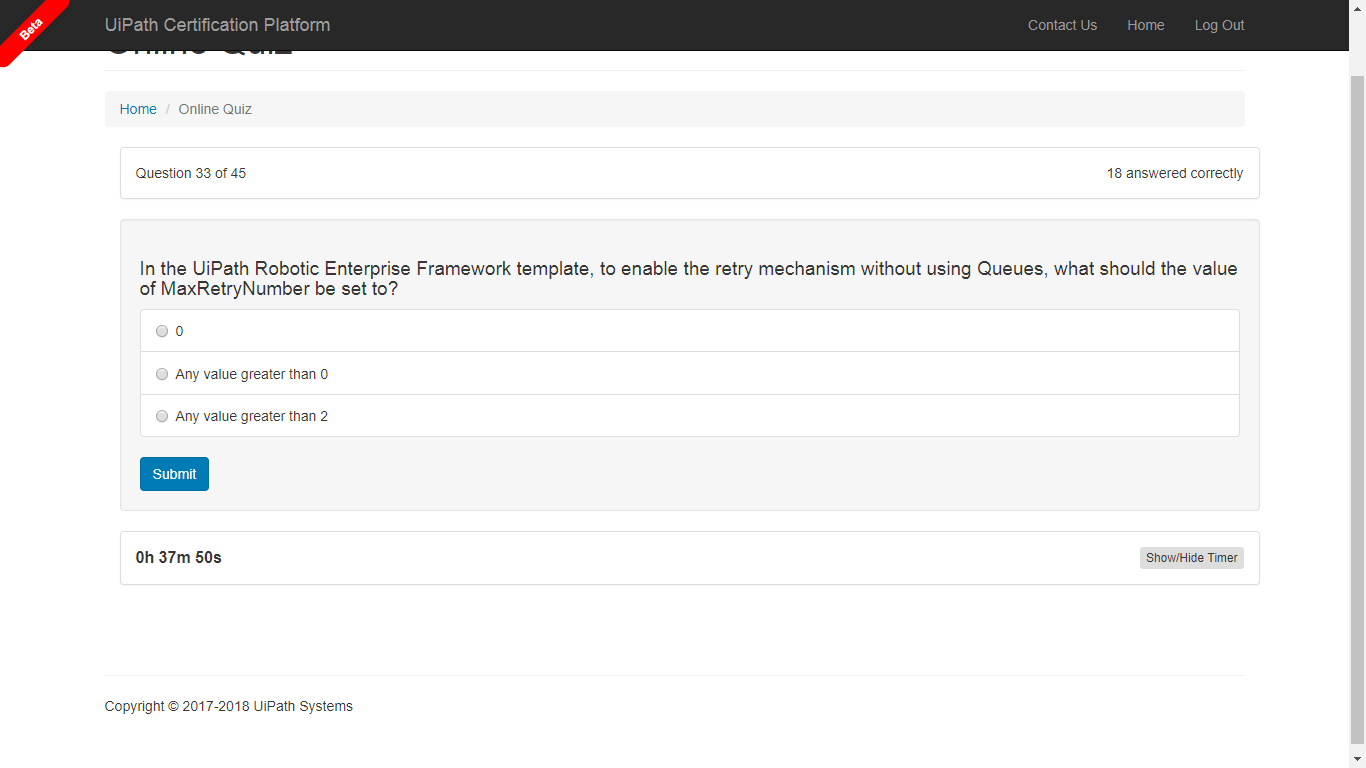 Beta
UiPath Certification Platform
Contact Us
Home
Log Out
Online Quiz
Home / Online Quiz
Question 33 of 45
18 answered correctly
In the UiPath Robotic Enterprise Framework template, to enable the retry mechanism without using Queues, what should the value
of MaxRetryNumber be set to?
0
Any value greater than 0
Any value greater than 2
Submit
0h 37m 50s
Show/Hide Timer
Copyright © 2017-2018 UiPath Systems